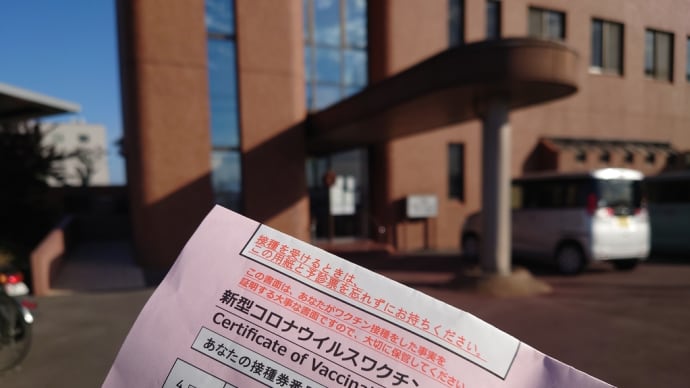 接種を受けるときは、
この用紙と予診票を忘れずにお持ちください。
この書面は、あなたがワクチン接種をした事実を
証明する大事な書面ですので、大切に保管してください
新型コロナウイルスワクチン
Certificate of Vaccina
あなたの接種券番
4回